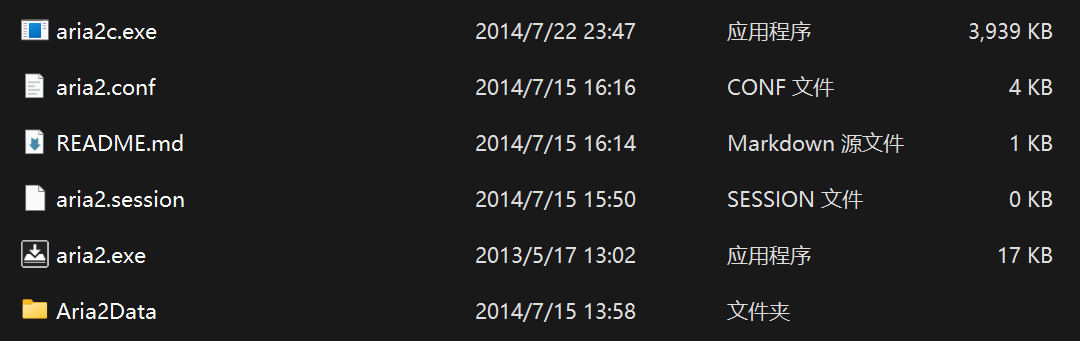 aria2c.exe 2014/7/22 23:47 应用程序 3,939 KB
aria2.conf 2014/7/15 16:16 CONF 文件 4 KB
README.md 2014/7/15 16:14 Markdown 源文件 1 KB
aria2.session 2014/7/15 15:50 SESSION 文件 0 KB
aria2.exe 2013/5/17 13:02 应用程序 17 KB
Aria2Data 2014/7/15 13:58 文件夹